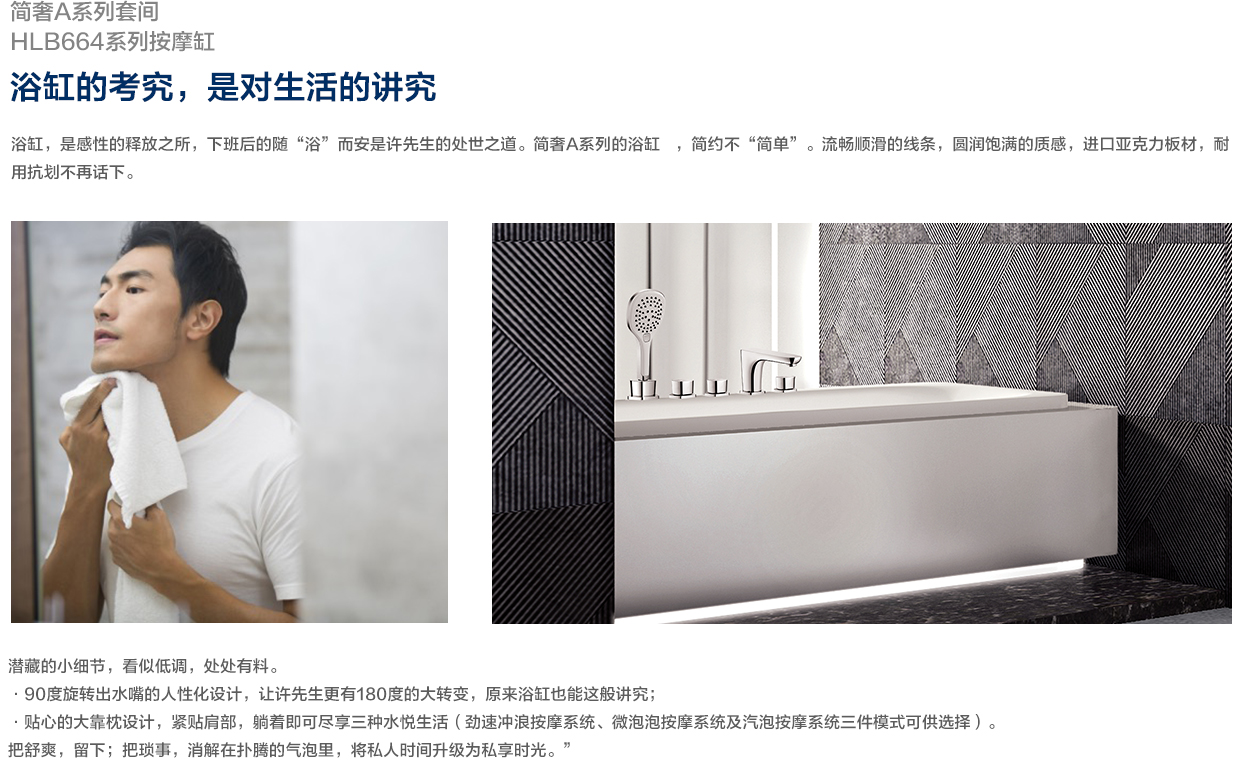 简奢A系列套间
HLB664系列按摩缸
浴缸的考究，是对生活的讲究
浴缸，是感性的释放之所，下班后的随“浴”而安是许先生的处世之道。简奢A系列的浴缸 ，简约不“简单”。流畅顺滑的线条，圆润饱满的质感，进口亚克力板材，耐
用抗划不再话下。
潜藏的小细节，看似低调，处处有料。
·90度旋转出水嘴的人性化设计，让许先生更有180度的大转变，原来浴缸也能这般讲究；
·贴心的大靠枕设计，紧贴肩部，躺着即可尽享三种水悦生活（劲速冲浪按摩系统、微泡泡按摩系统及汽泡按摩系统三件模式可供选择）。
把舒爽，留下；把琐事，消解在扑腾的气泡里，将私人时间升级为私享时光。”